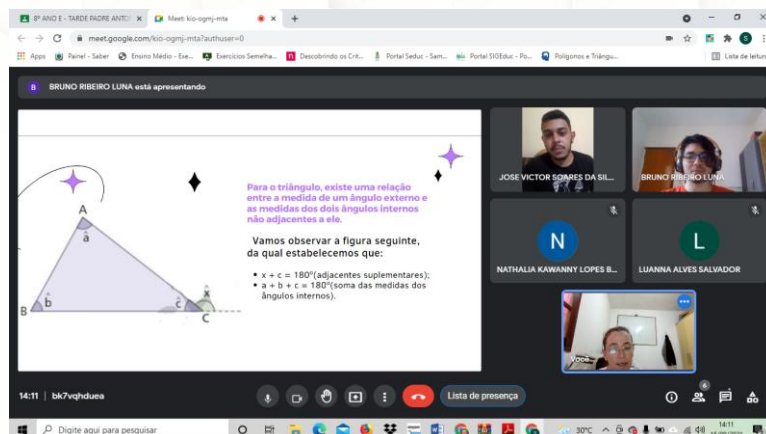 8º ANO E - TARDE PADRE ANTO
Meet: kio-ogmj-mta
meet.google.com/kio-ogmj-mta?authuser=0
Apps
Painel - Saber
Ensino Médio - Exe...
Exercícios Semelha...
Descobrindo os Crit...
Portal Seduc - Sam...
Portal SIGEduc - Po...
Polígonos e Triângu...
Lista de leitura
B
BRUNO RIBEIRO LUNA está apresentando
Para o triângulo, existe uma relação
entre a medida de um ângulo externo e
as medidas dos dois ângulos internos
não adjacentes a ele.
Vamos observar a figura seguinte,
da qual estabelecemos que:
• x + c = 180º(adjacentes suplementares);
• a + b + c = 180º(soma das medidas dos
ângulos internos).
A
â
B
b̂
ĉ
x̂
C
JOSE VICTOR SOARES DA SIL...
BRUNO RIBEIRO LUNA
N
NATHALIA KAWANNY LOPES B...
L
LUANNA ALVES SALVADOR
Você
14:11 | bk7vqhduea
Lista de presença
6
Digite aqui para pesquisar
30°C
14:11